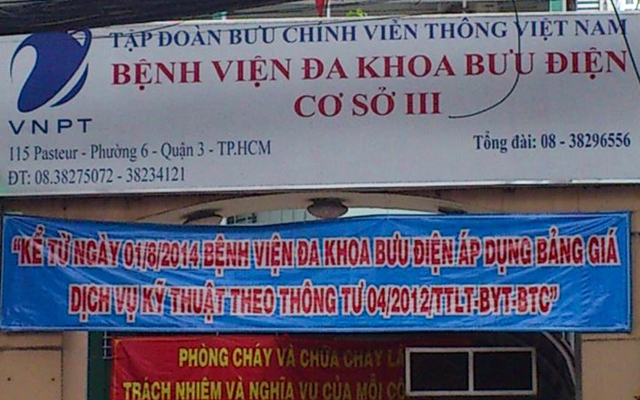 TẬP ĐOÀN BƯU CHÍNH VIỄN THÔNG VIỆT NAM
BỆNH VIỆN ĐA KHOA BƯU ĐIỆN
CƠ SỞ III
VNPT
115 Pasteur - Phường 6 - Quận 3 - TP.HCM
Tổng đài: 08 - 38296556
ĐT: 08.38275072 - 38234121
"KỂ TỪ NGÀY 01/8/2014 BỆNH VIỆN ĐA KHOA BƯU ĐIỆN ÁP DỤNG BẢNG GIÁ
DỊCH VỤ KỸ THUẬT THEO THÔNG TƯ 04/2012/TTLT-BYT-BTC"
PHÒNG CHÁY VÀ CHỮA CHÁY LÀ
TRÁCH NHIỆM VÀ NGHĨA VỤ CỦA MỖI